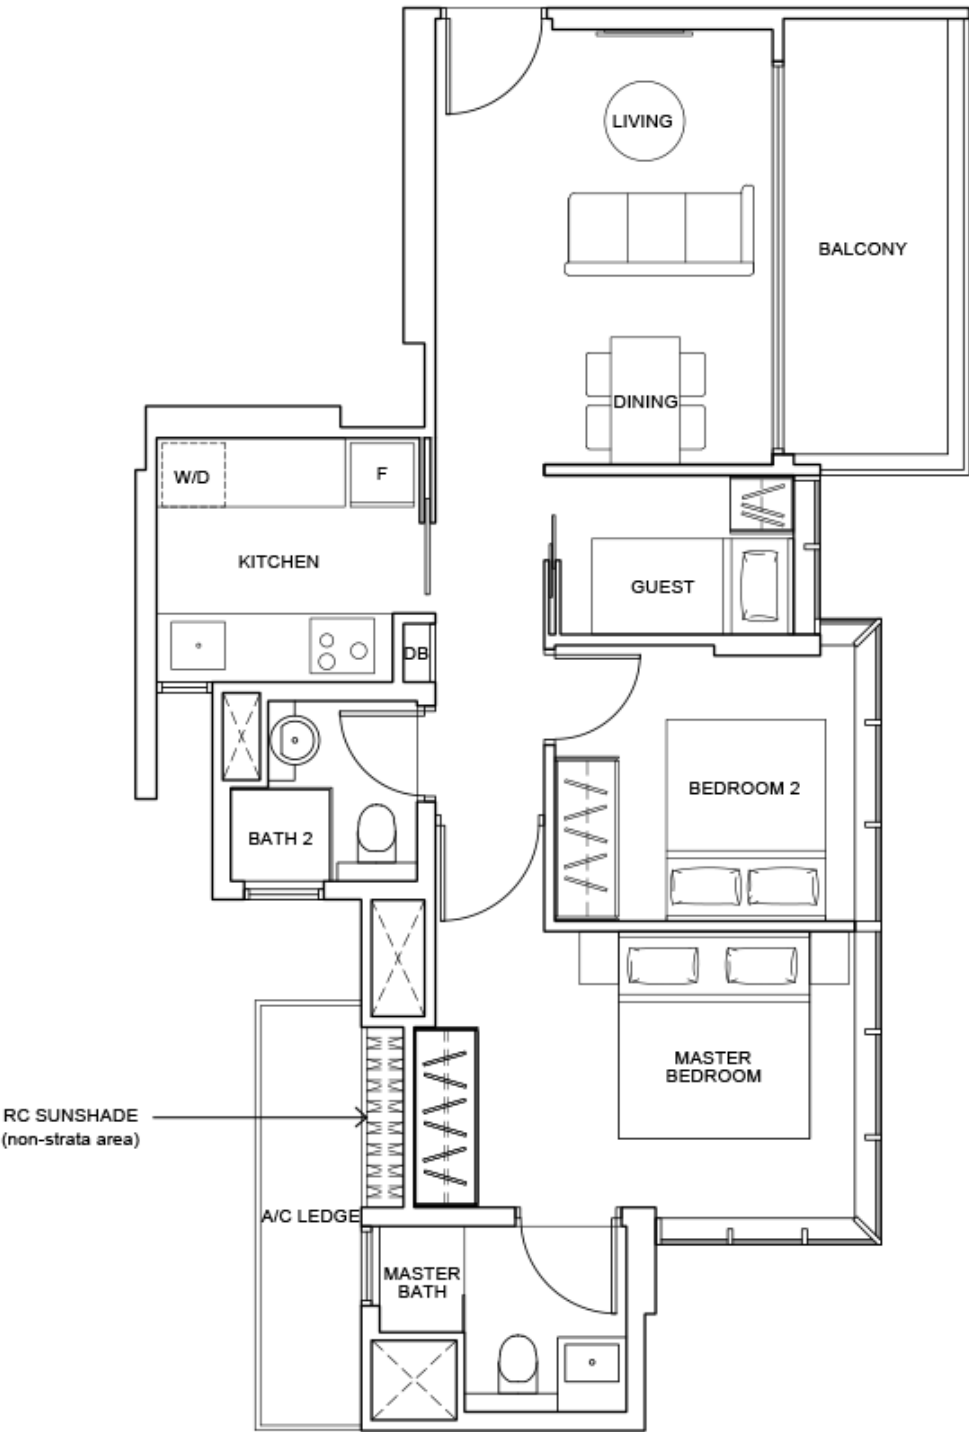 LIVING
BALCONY
DINING
W/D
F
KITCHEN
GUEST
DB
BEDROOM 2
BATH 2
MASTER
BEDROOM
RC SUNSHADE
(non-strata area)
A/C LEDGE
MASTER
BATH